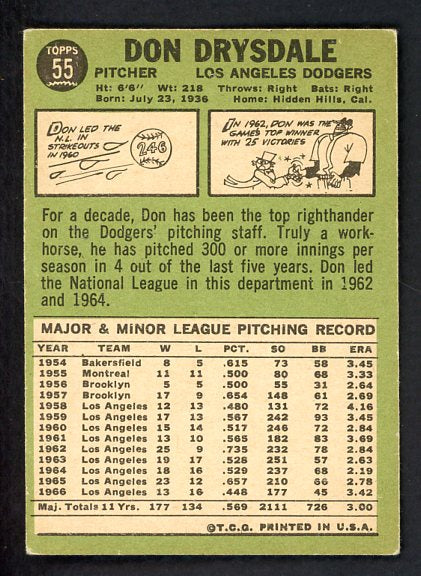 TOPPS
55
DON DRYSDALE
PITCHER LOS ANGELES DODGERS
Ht: 6'6" Wt: 218 Throws: Right Bats: Right
Born: July 23, 1936 Home: Hidden Hills, Cal.
DON LED THE
N.L. IN
STRIKEOUTS
IN 1960
246
IN 1962, DON WAS THE
GAME'S TOP WINNER
WITH 25 VICTORIES
For a decade, Don has been the top righthander
on the Dodgers' pitching staff. Truly a work-
horse, he has pitched 300 or more innings per
season in 4 out of the last five years. Don led
the National League in this department in 1962
and 1964.
MAJOR & MINOR LEAGUE PITCHING RECORD
YEAR TEAM W L PCT. SO BB ERA
1954 Bakersfield 8 5 .615 73 58 3.45
1955 Montreal 11 11 .500 80 68 3.33
1956 Brooklyn 5 5 .500 55 31 2.64
1957 Brooklyn 17 9 .654 148 61 2.69
1958 Los Angeles 12 13 .480 131 72 4.16
1959 Los Angeles 17 13 .567 242 93 3.45
1960 Los Angeles 15 14 .517 246 72 2.84
1961 Los Angeles 13 10 .565 182 83 3.69
1962 Los Angeles 25 9 .735 232 78 2.84
1963 Los Angeles 19 17 .528 251 57 2.63
1964 Los Angeles 18 16 .529 237 68 2.19
1965 Los Angeles 23 12 .657 210 66 2.78
1966 Los Angeles 13 16 .448 177 45 3.42
Maj. Totals 11 Yrs. 177 134 .569 2111 726 3.00
©T.C.G. PRINTED IN U.S.A.